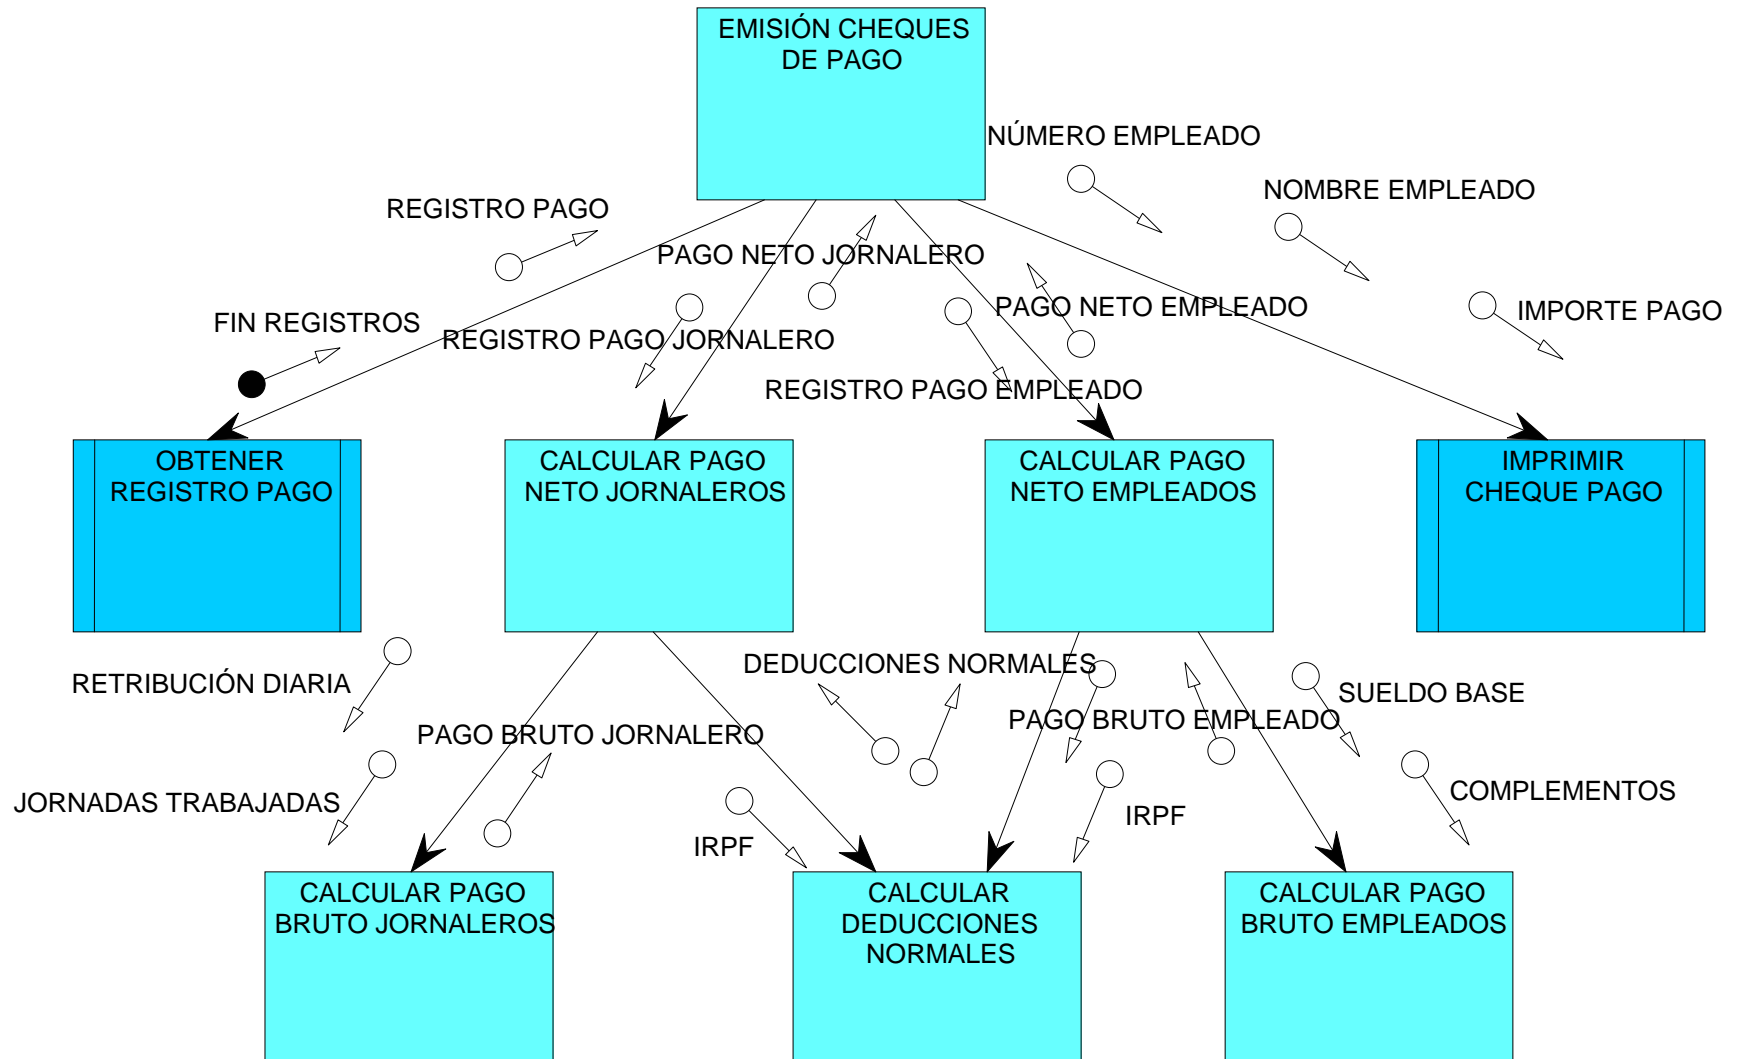 EMISIÓN CHEQUES
DE PAGO
NÚMERO EMPLEADO
NOMBRE EMPLEADO
REGISTRO PAGO
PAGO NETO JORNALERO
PAGO NETO EMPLEADO
IMPORTE PAGO
FIN REGISTROS
REGISTRO PAGO JORNALERO
REGISTRO PAGO EMPLEADO
OBTENER
REGISTRO PAGO
CALCULAR PAGO
NETO JORNALEROS
CALCULAR PAGO
NETO EMPLEADOS
IMPRIMIR
CHEQUE PAGO
RETRIBUCIÓN DIARIA
DEDUCCIONES NORMALES
SUELDO BASE
PAGO BRUTO JORNALERO
PAGO BRUTO EMPLEADO
JORNADAS TRABAJADAS
COMPLEMENTOS
IRPF
IRPF
CALCULAR PAGO
BRUTO JORNALEROS
CALCULAR
DEDUCCIONES
NORMALES
CALCULAR PAGO
BRUTO EMPLEADOS